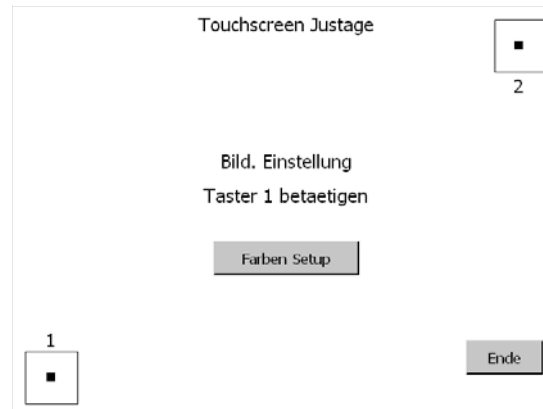 Touchscreen Justage
2
Bild. Einstellung
Taster 1 betaetigen
Farben Setup
1
Ende